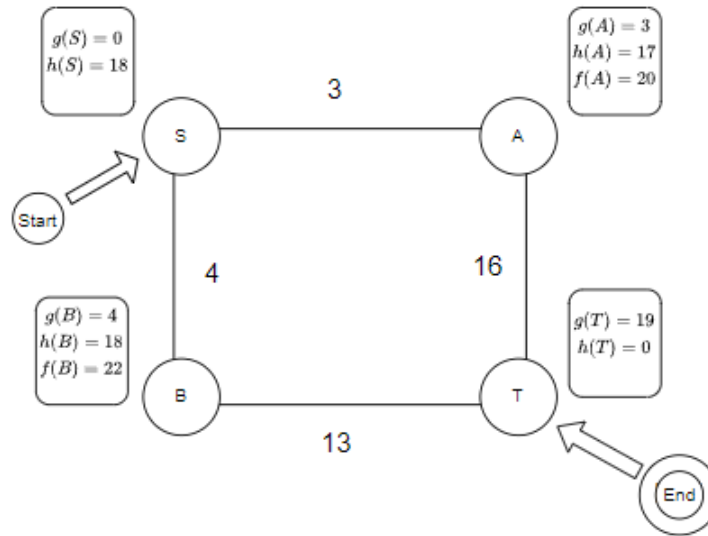 g(S) = 0
h(S) = 18
g(A) = 3
h(A) = 17
f(A) = 20
3
S
A
Start
4
16
g(B) = 4
h(B) = 18
f(B) = 22
g(T) = 19
h(T) = 0
B
T
13
End